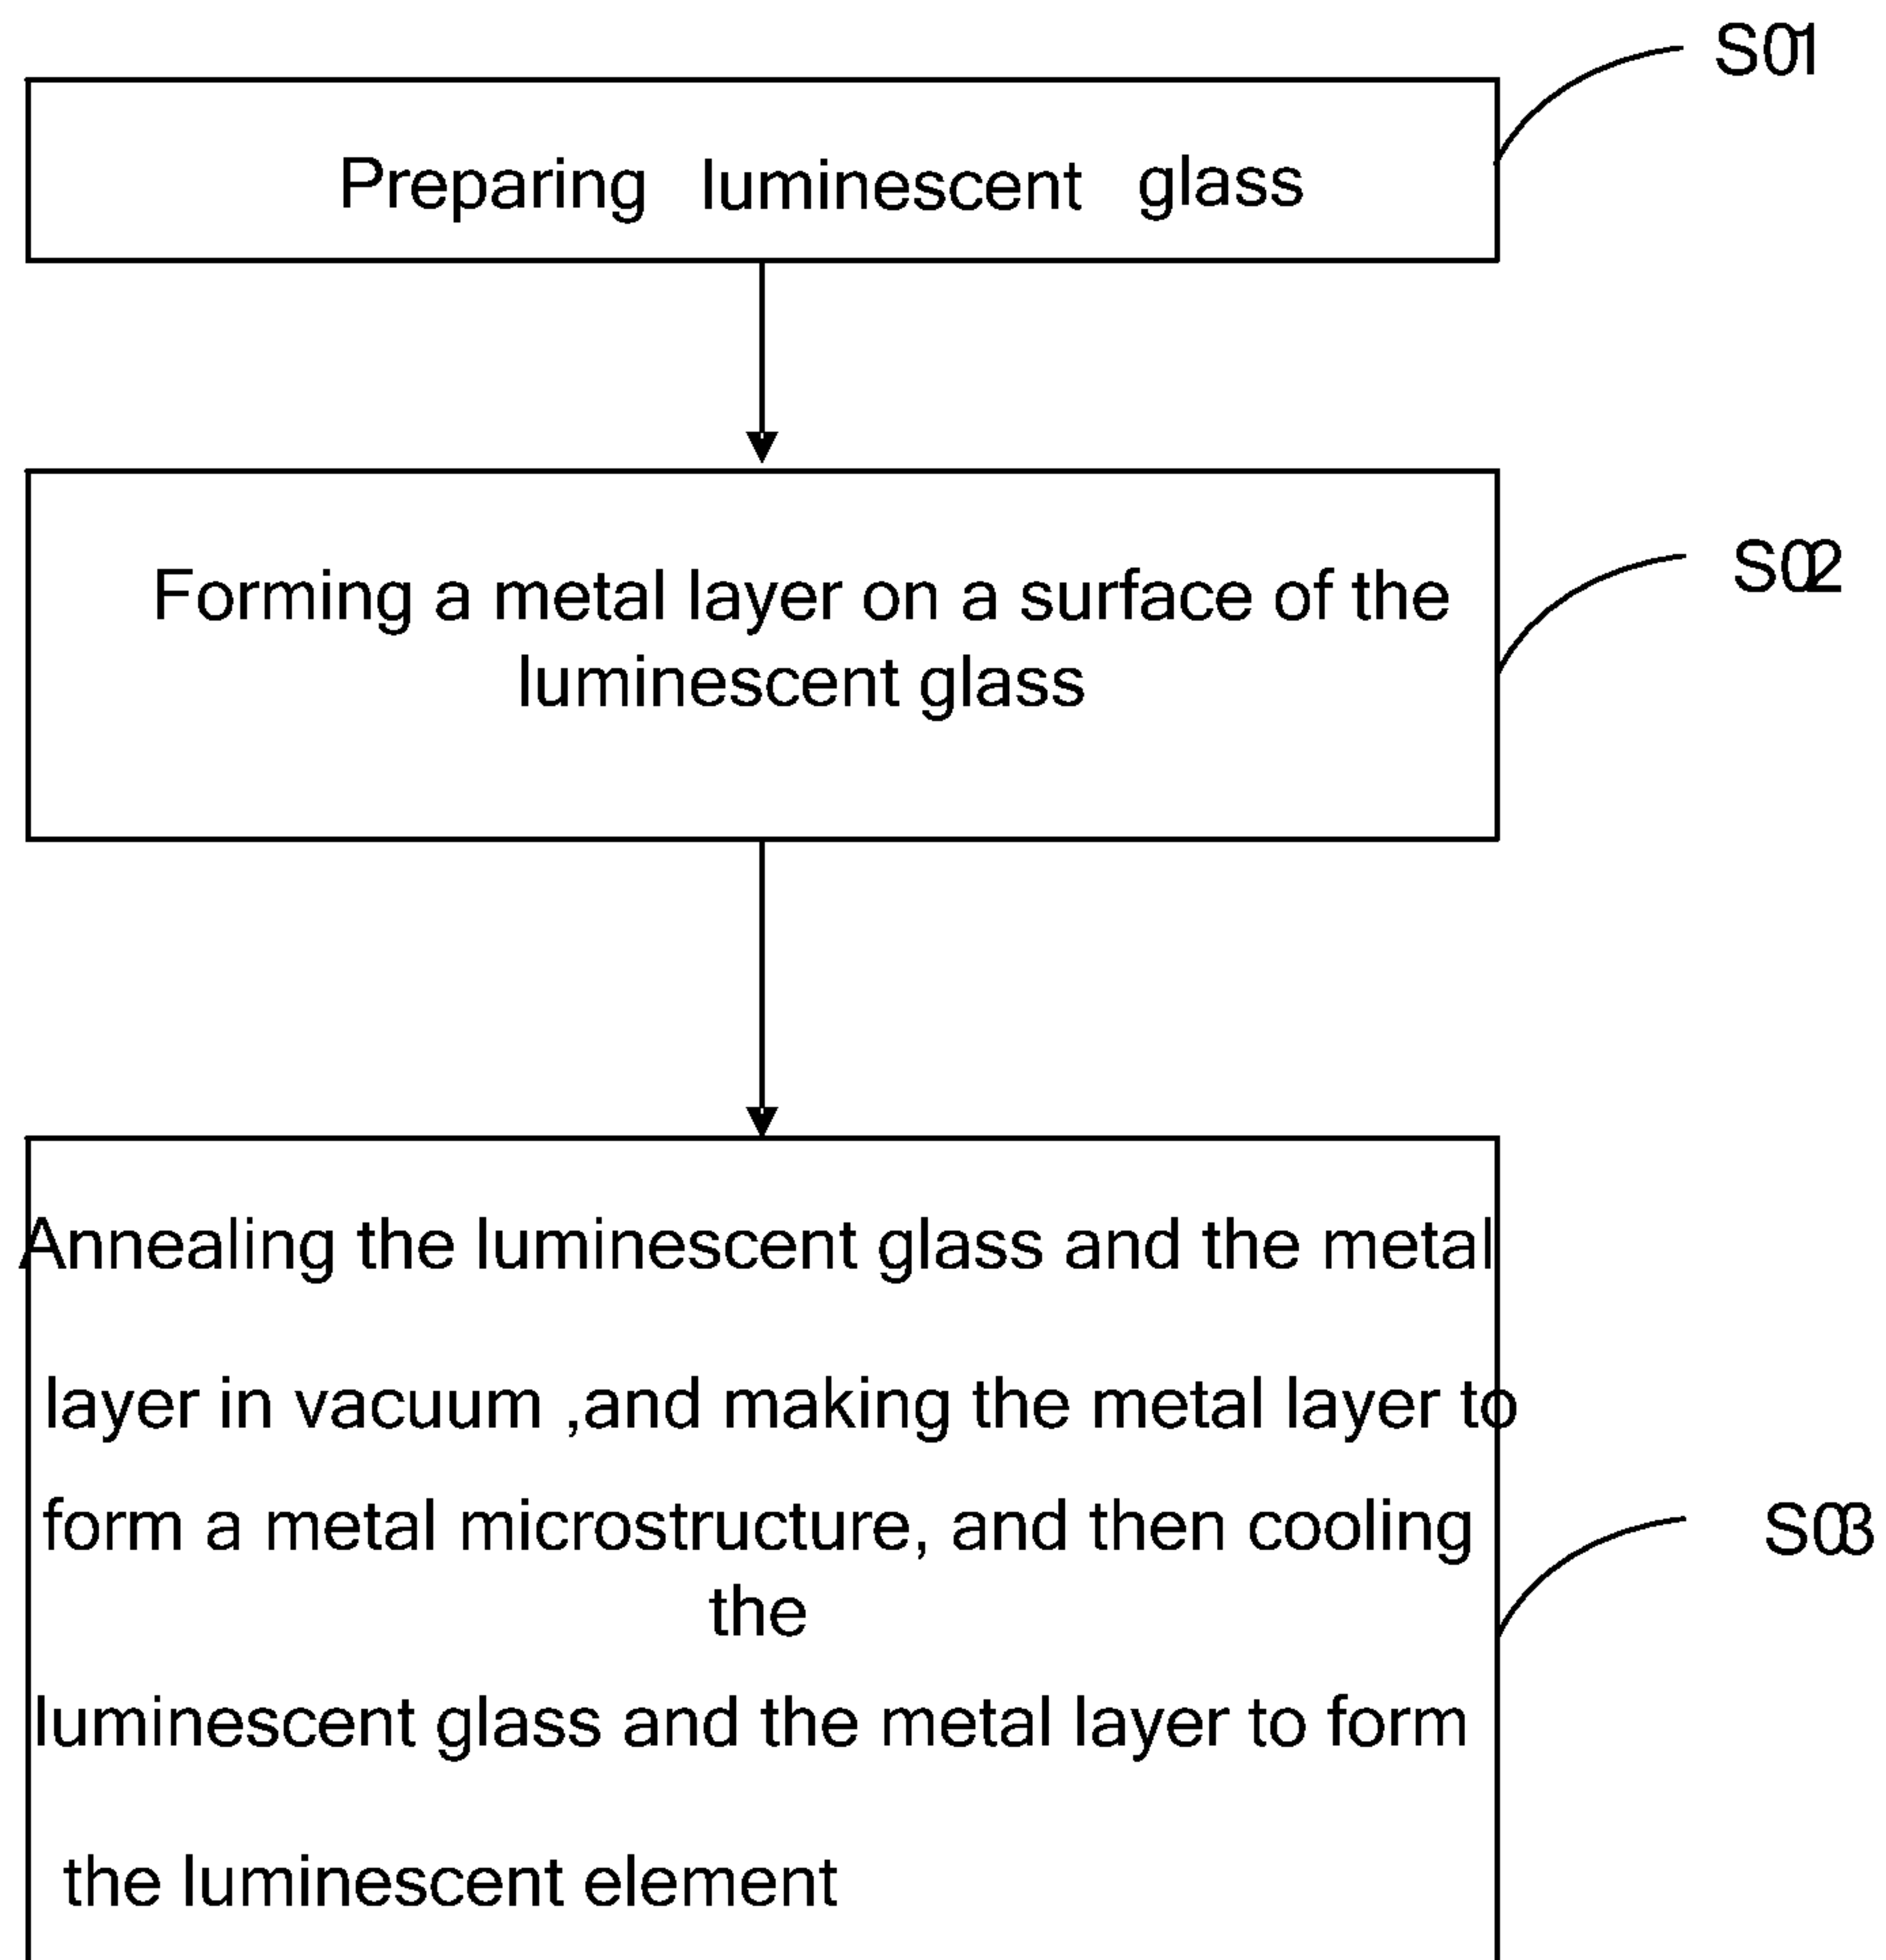 S01
Preparing luminescent glass
S02
Forming a metal layer on a surface of the
luminescent glass
Annealing the luminescent glass and the metal
layer in vacuum ,and making the metal layer to
form a metal microstructure, and then cooling
the
S03
luminescent glass and the metal layer to form
the luminescent element